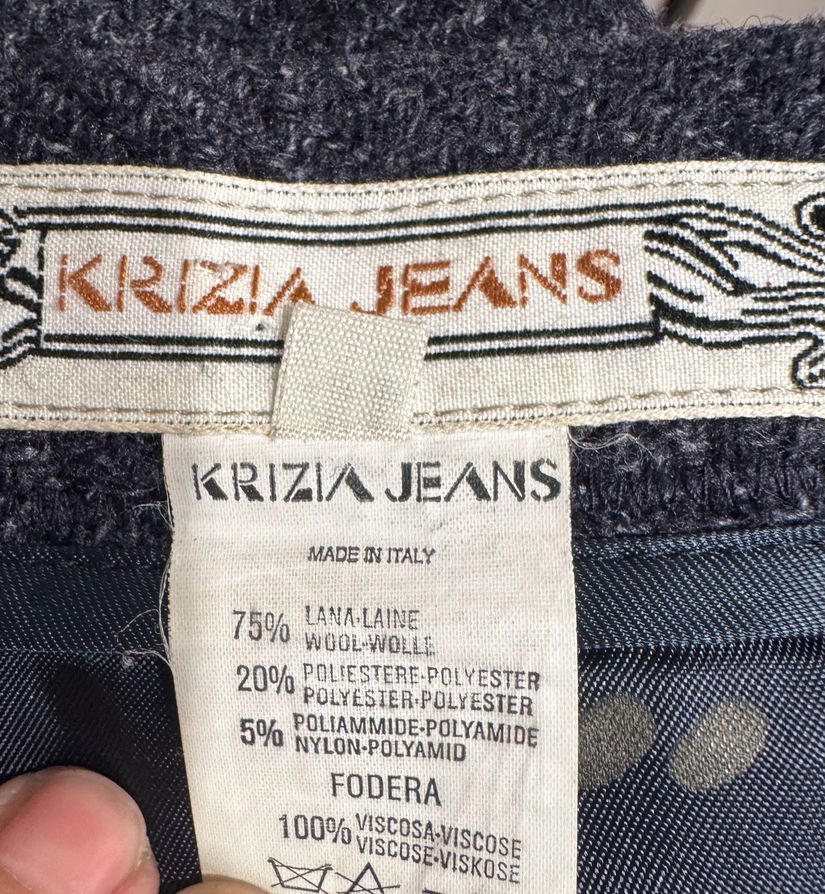 KRIZIA JEANS
KRIZIA JEANS
MADE IN ITALY
75% LANA-LAINE
WOOL-WOLLE
20% POLIESTERE-POLYESTER
POLYESTER-POLYESTER
5% POLIAMMIDE-POLYAMIDE
NYLON-POLYAMID
FODERA
100% VISCOSA-VISCOSE
VISCOSE-VISKOSE